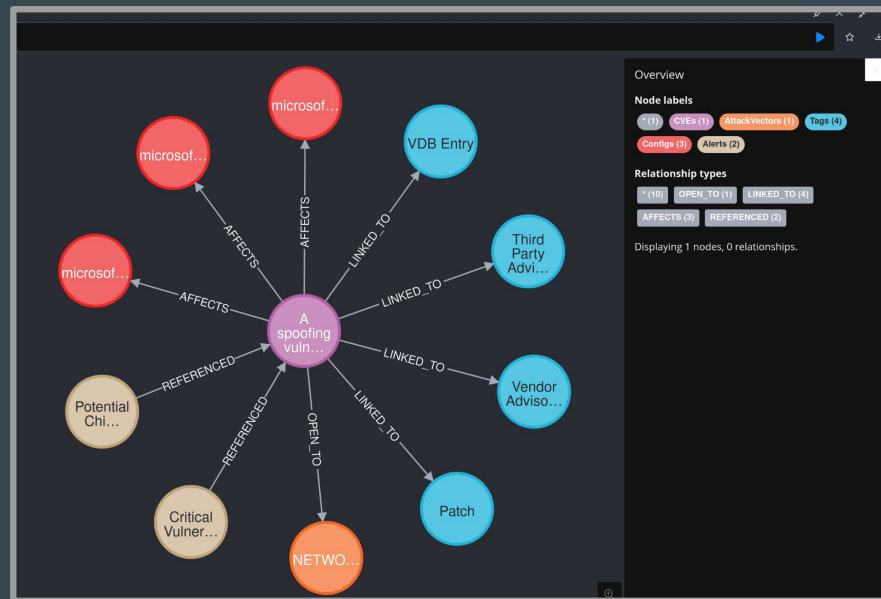 microsof...
microsof...
microsof...
VDB Entry
Third
Party
Advi...
Vendor
Adviso...
Patch
NETWO...
Critical
Vulner...
Potential
Chi...
A
spoofing
vuln...
AFFECTS
AFFECTS
AFFECTS
LINKED_TO
LINKED_TO
LINKED_TO
LINKED_TO
OPEN_TO
REFERENCED
REFERENCED
Overview
Node labels
* (1) CVEs (1) AttackVectors (1) Tags (4)
Configs (3) Alerts (2)
Relationship types
* (10) OPEN_TO (1) LINKED_TO (4)
AFFECTS (3) REFERENCED (2)
Displaying 1 nodes, 0 relationships.